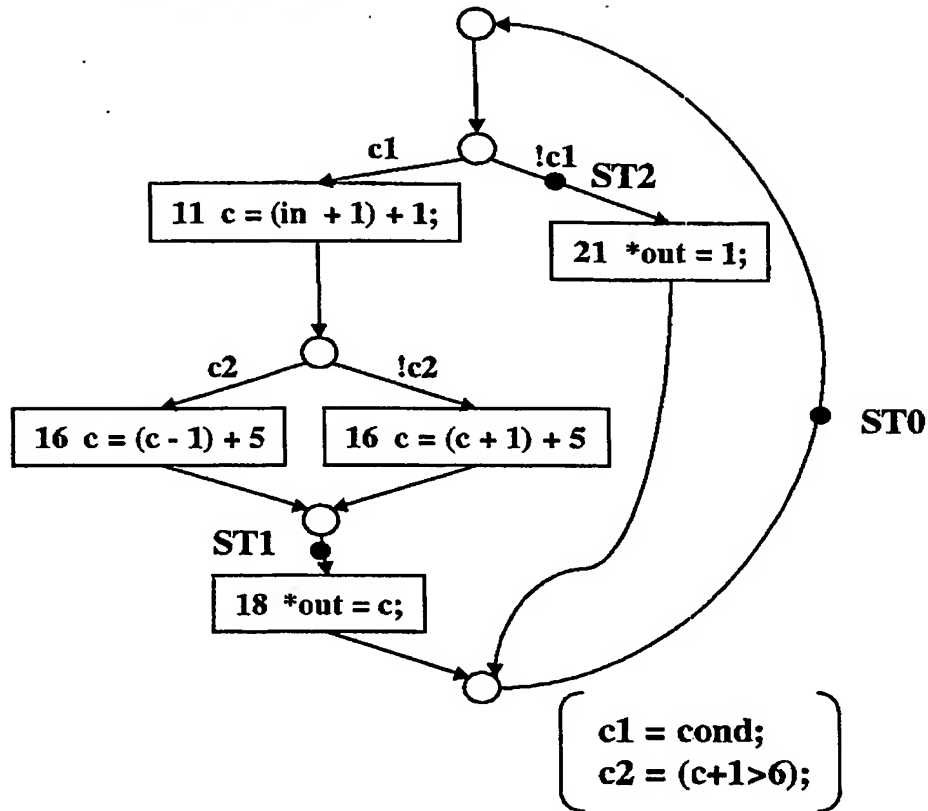 c1
!c1
ST2
11 c = (in + 1) + 1;
21 *out = 1;
c2
!c2
16 c = (c - 1) + 5
16 c = (c + 1) + 5
ST0
ST1
18 *out = c;
c1 = cond;
c2 = (c+1>6);